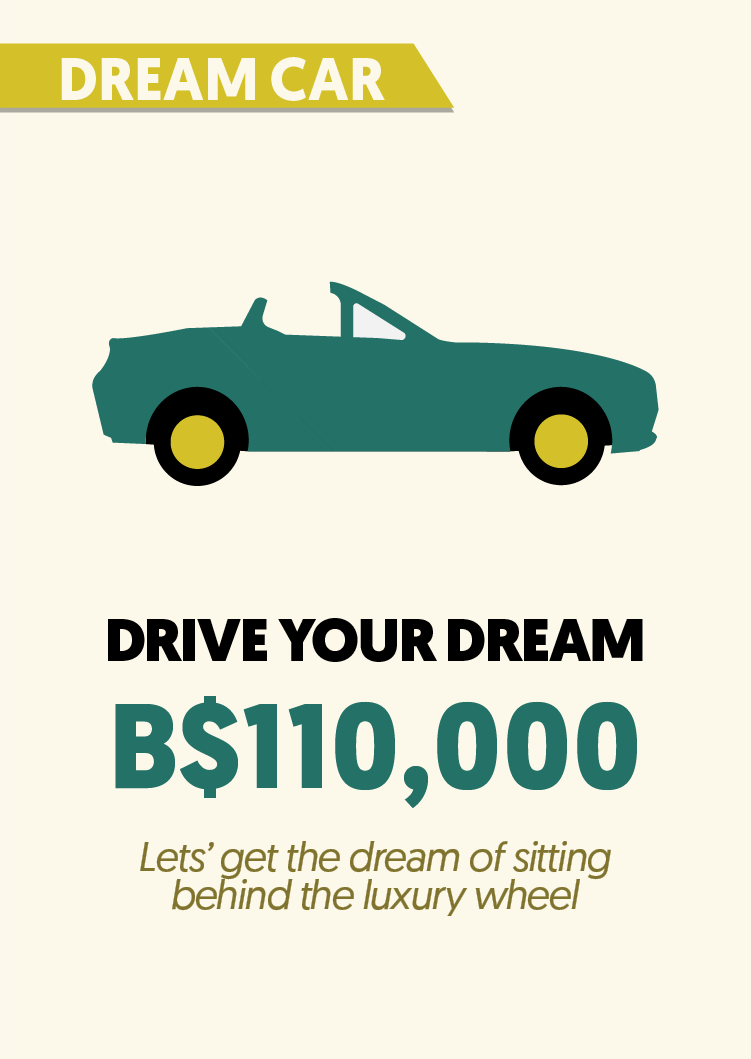 DREAM CAR
DRIVE YOUR DREAM
B$110,000
Lets’ get the dream of sitting
behind the luxury wheel